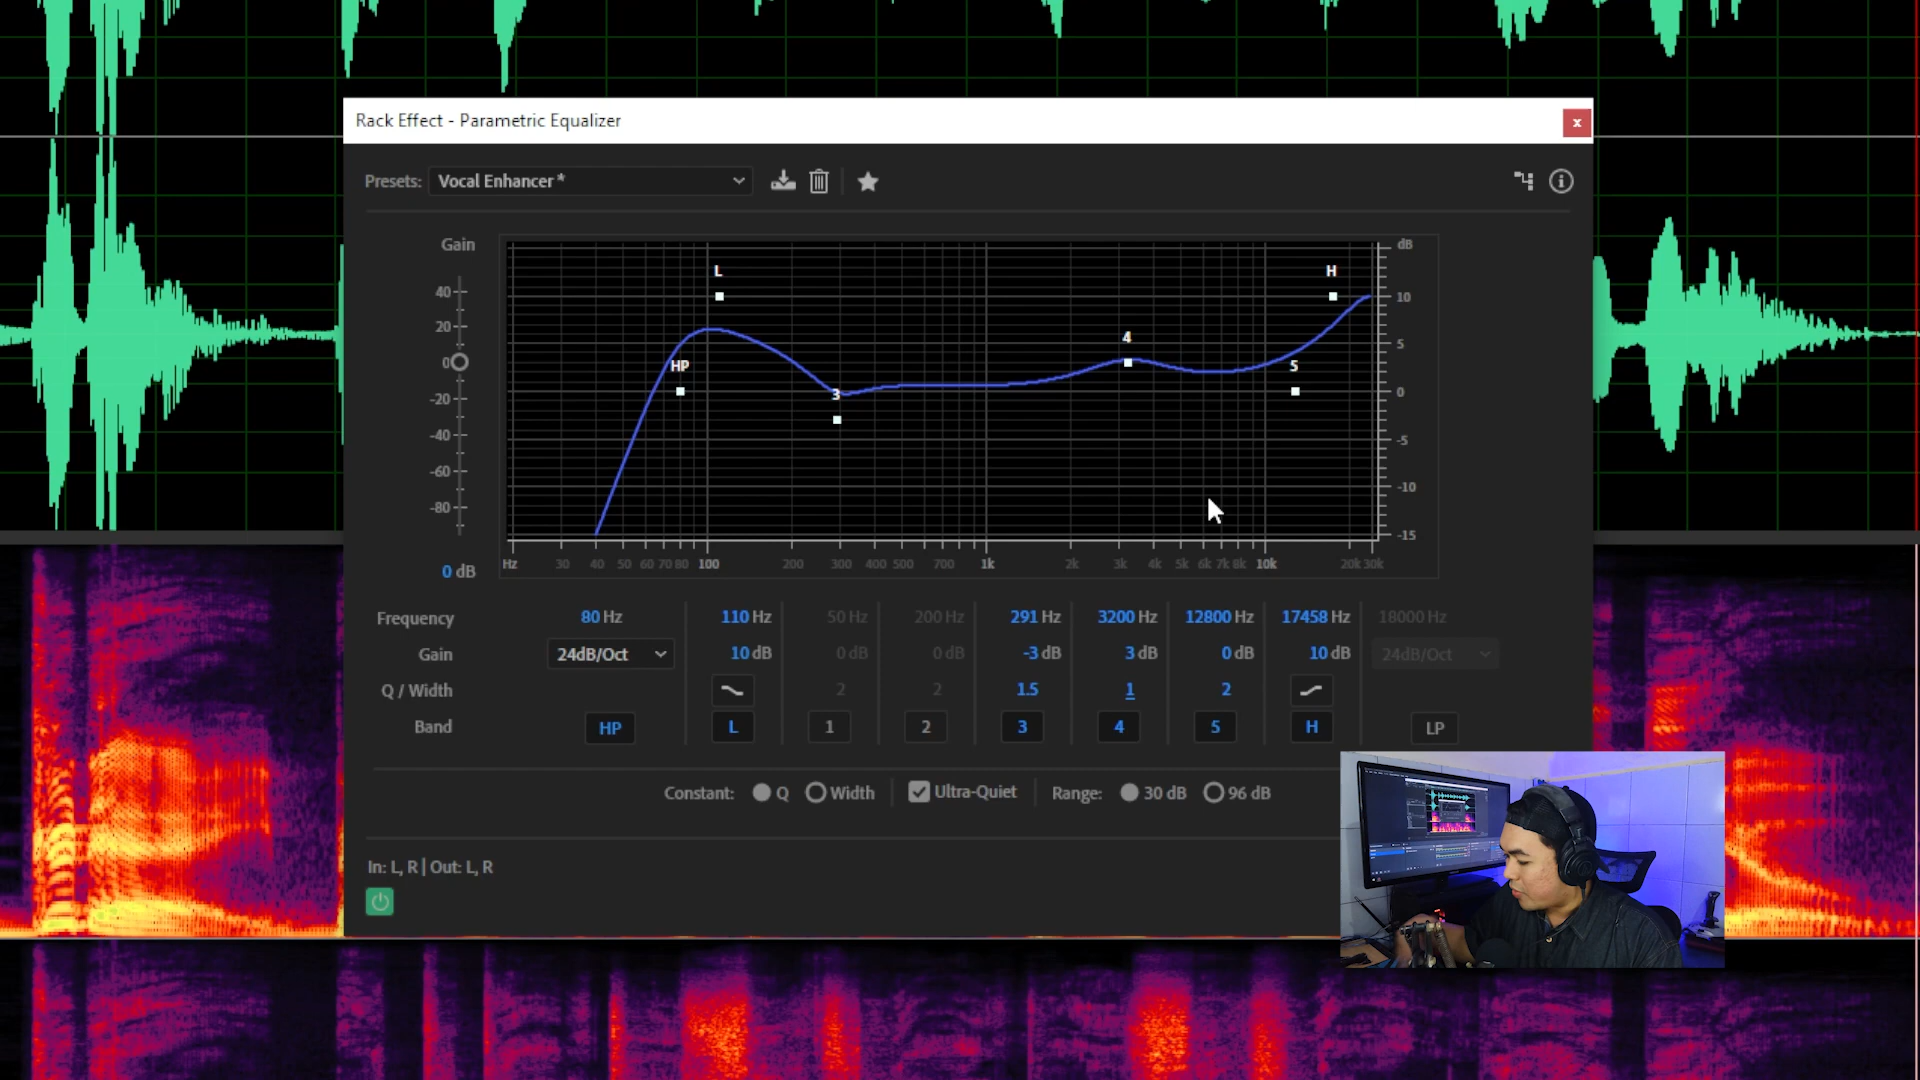 Rack Effect - Parametric Equalizer
x
Presets: Vocal Enhancer *
Gain
dB
L
H
40
20
0
-20
-40
-60
-80
HP
3
4
5
10
5
0
-5
-10
-15
Hz 30 40 50 60 70 80 100 200 300 400 500 700 1k 2k 3k 4k 5k 6k 7k 8k 10k 20k 30k
0 dB
Frequency 80 Hz 110 Hz 50 Hz 200 Hz 291 Hz 3200 Hz 12800 Hz 17458 Hz 18000 Hz
Gain 24dB/Oct 10 dB 0 dB 0 dB -3 dB 3 dB 0 dB 10 dB 24dB/Oct
Q / Width 2 2 1.5 1 2
Band HP L 1 2 3 4 5 H LP
Constant: Q Width Ultra-Quiet Range: 30 dB 96 dB
In: L, R | Out: L, R